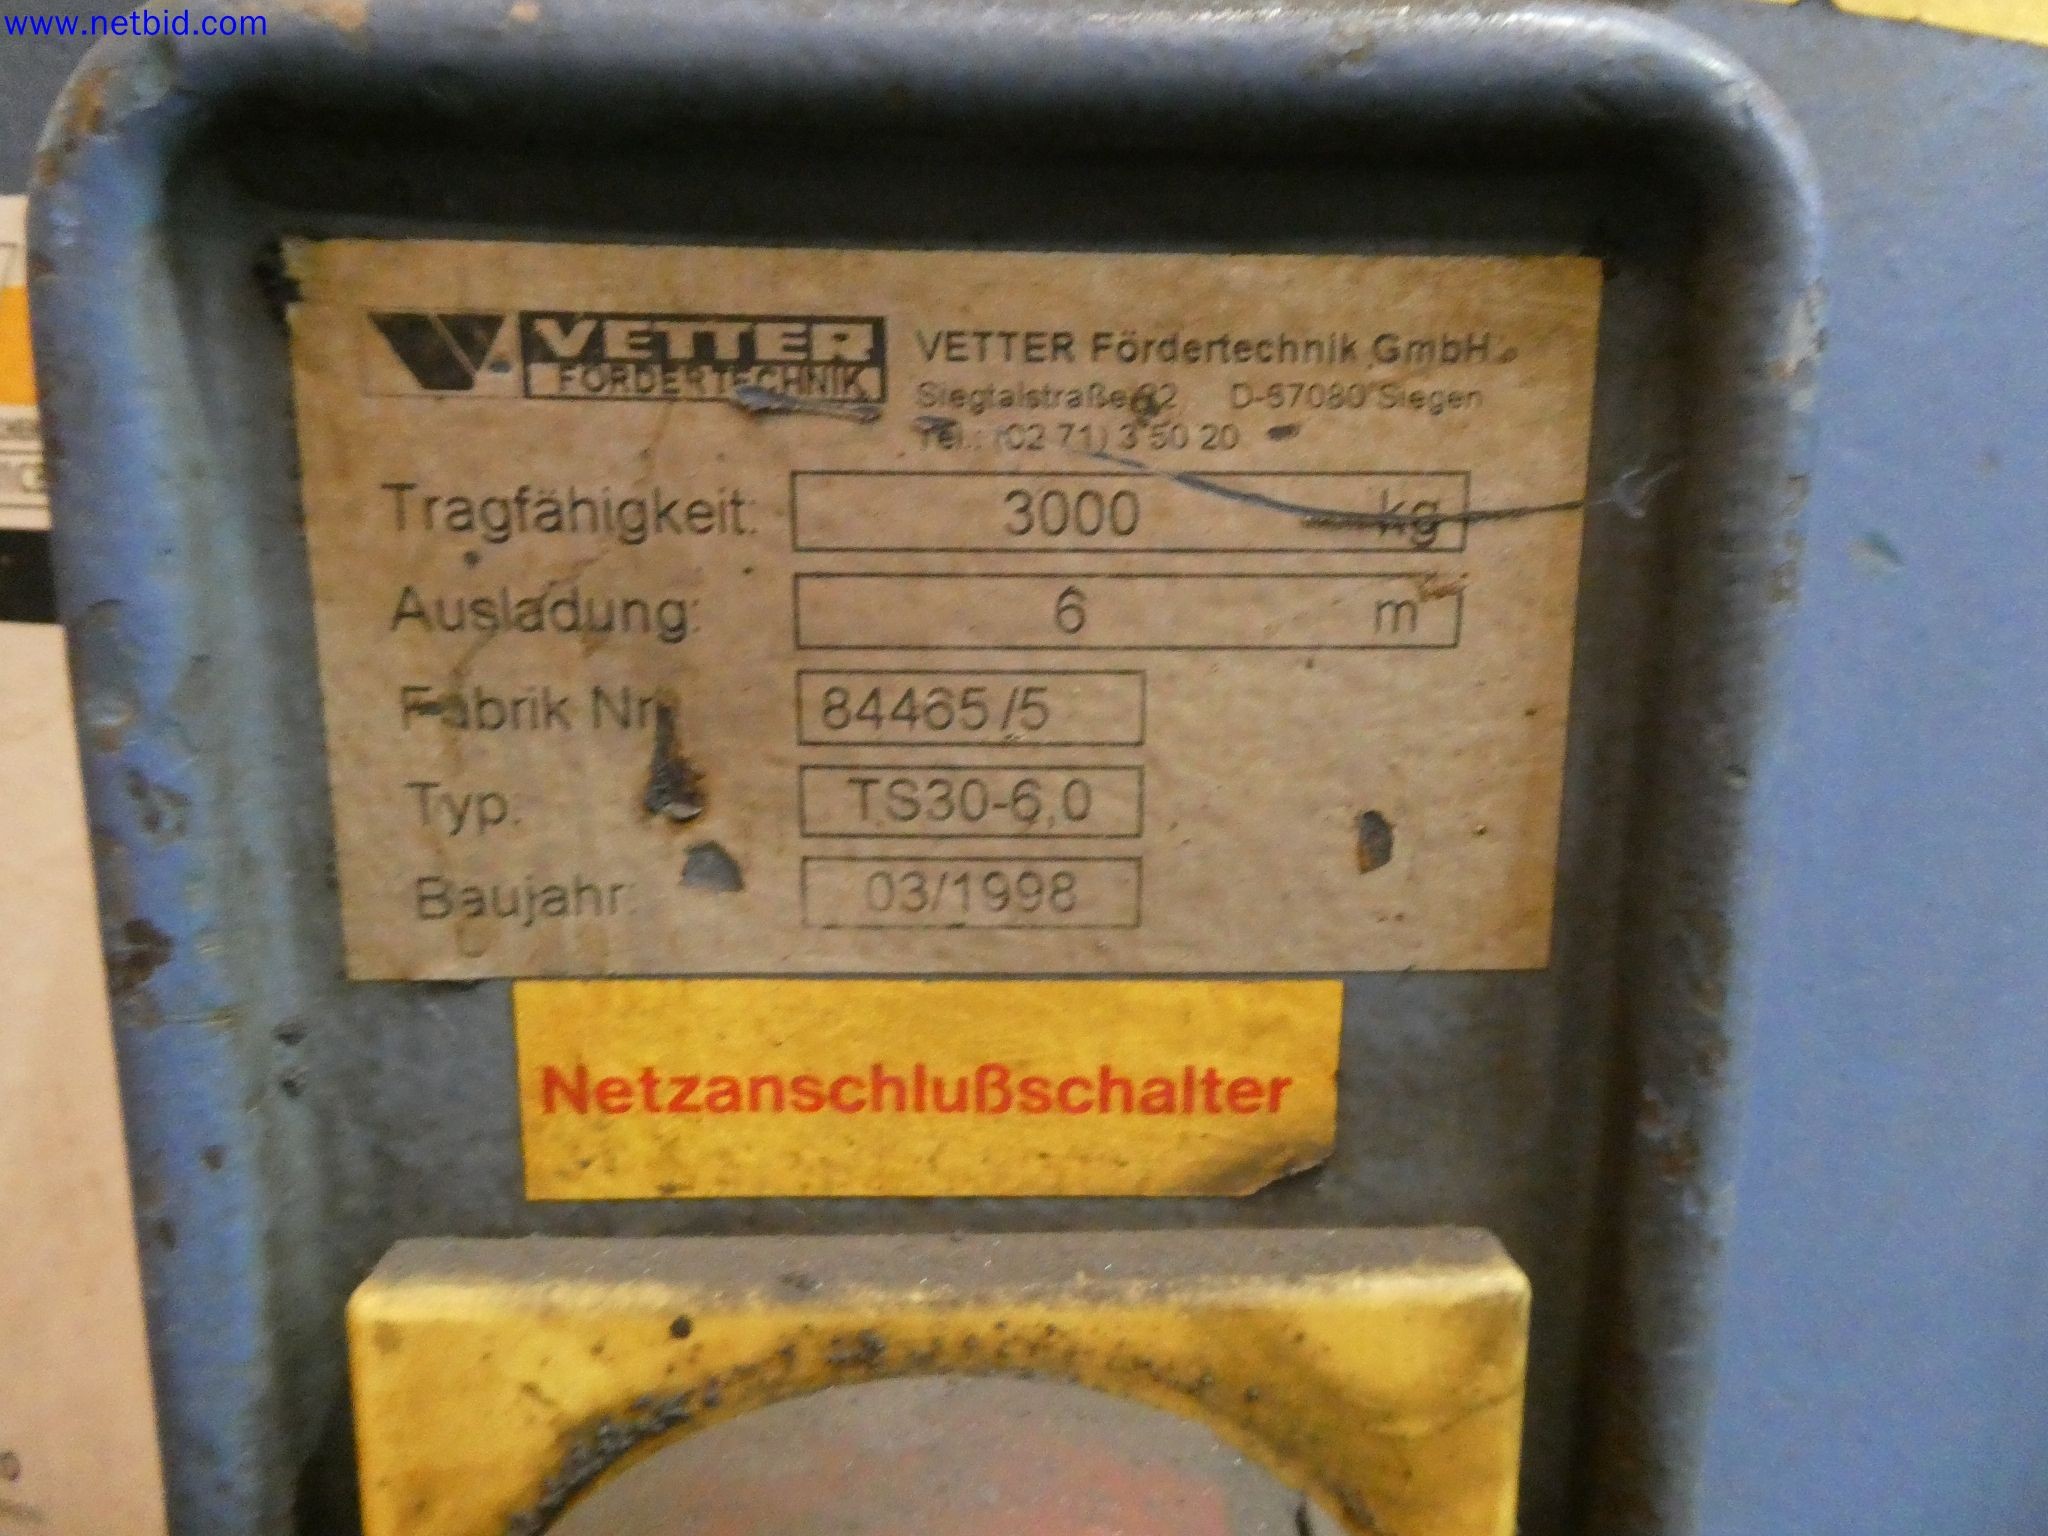 www.netbid.com
VETTER
FÖRDERTECHNIK
VETTER Fördertechnik GmbH
Siegtalstraße D-57080 Siegen
Tel.: (02 71) 3 50 20
Tragfähigkeit: 3000 kg
Ausladung: 6 m
Fabrik Nr. 84465/5
Typ: TS30-6,0
Baujahr: 03/1998
Netzanschlußschalter